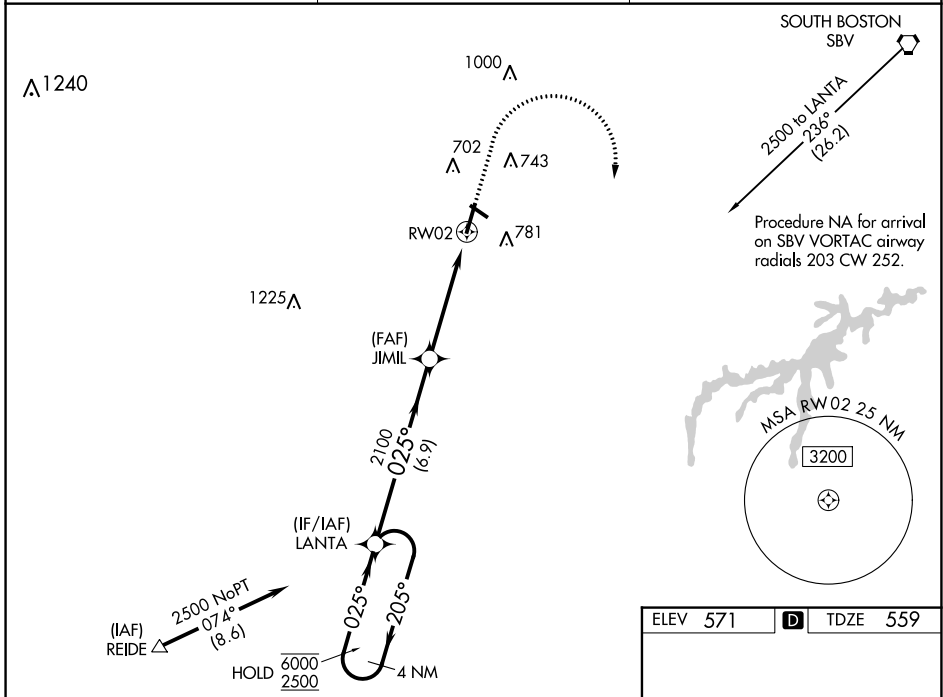 SOUTH BOSTON
SBV
1240
1000
2500 to LANTA
236°
(26.2)
702
743
RW02
781
Procedure NA for arrival
on SBV VORTAC airway
radials 203 CW 252.
1225
(FAF)
JIMIL
2100
025°
(6.9)
MSA RW02 25 NM
3200
(IF/IAF)
LANTA
2500 NoPT
074°
(8.6)
(IAF)
REIDE
025°
205°
HOLD 6000
2500
4 NM
ELEV 571 D TDZE 559